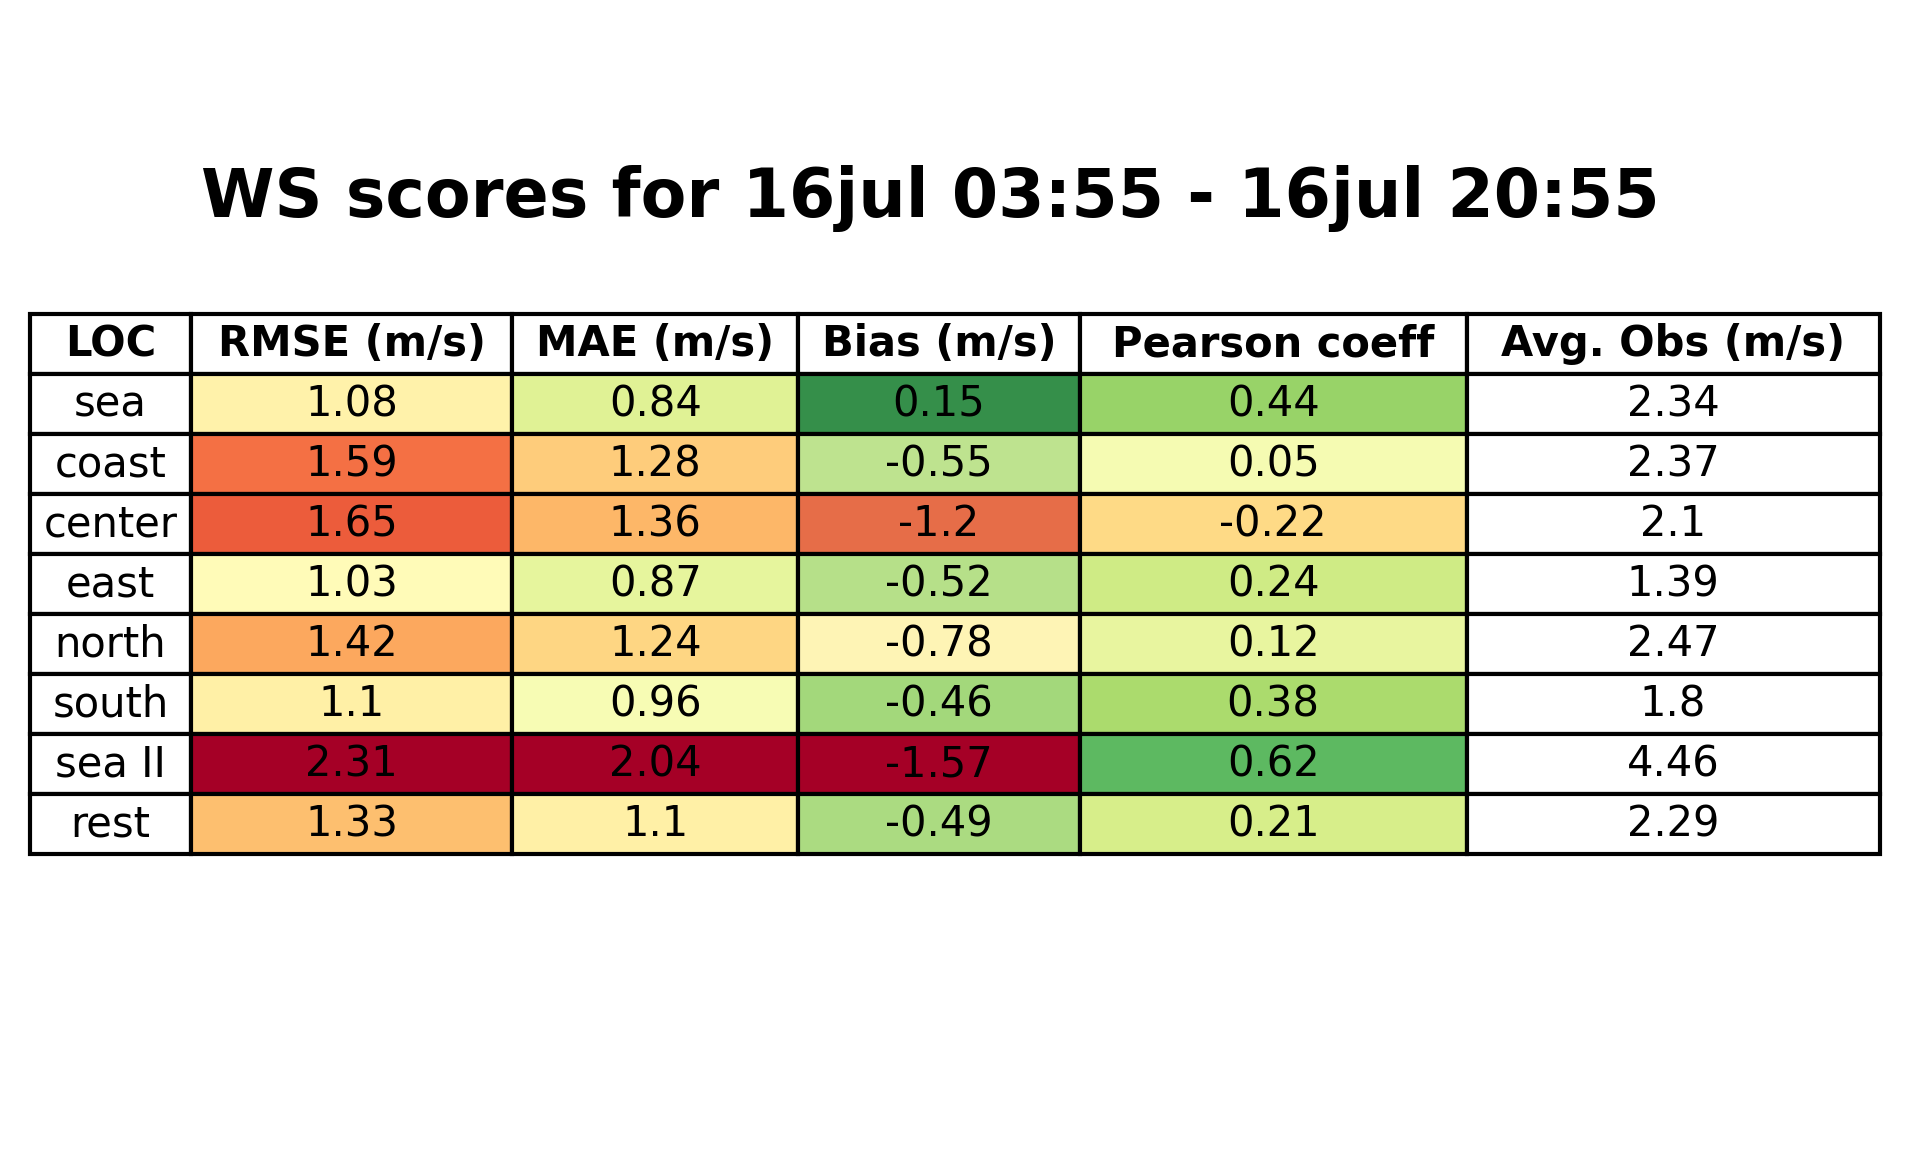 WS scores for 16jul 03:55 - 16jul 20:55
LOC RMSE (m/s) MAE (m/s) Bias (m/s) Pearson coeff Avg. Obs (m/s)
sea 1.08 0.84 0.15 0.44 2.34
coast 1.59 1.28 -0.55 0.05 2.37
center 1.65 1.36 -1.2 -0.22 2.1
east 1.03 0.87 -0.52 0.24 1.39
north 1.42 1.24 -0.78 0.12 2.47
south 1.1 0.96 -0.46 0.38 1.8
sea II 2.31 2.04 -1.57 0.62 4.46
rest 1.33 1.1 -0.49 0.21 2.29